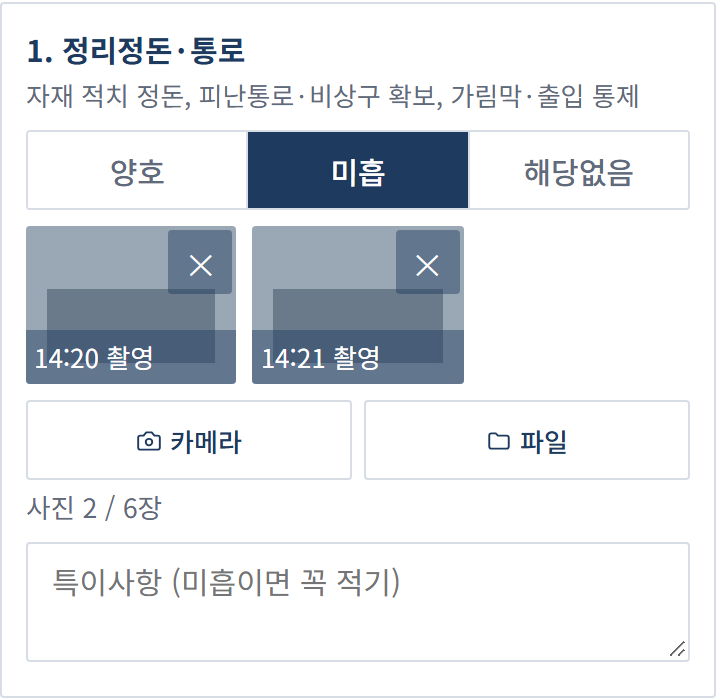 1. 정리정돈·통로
자재 적치 정돈, 피난통로·비상구 확보, 가림막·출입 통제
양호
미흡
해당없음
14:20 촬영
14:21 촬영
카메라
파일
사진 2 / 6장
특이사항 (미흡이면 꼭 적기)